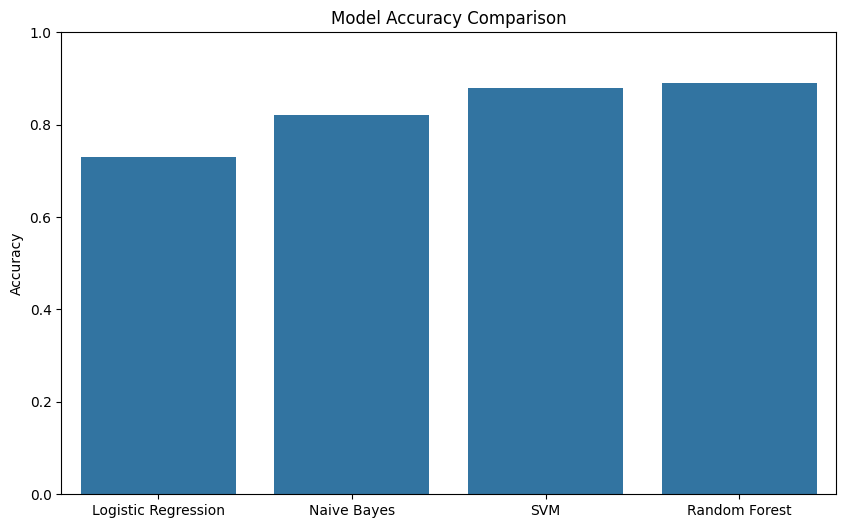 Model Accuracy Comparison
1.0
0.8
0.6
0.4
0.2
0.0
Accuracy
Logistic Regression
Naive Bayes
SVM
Random Forest